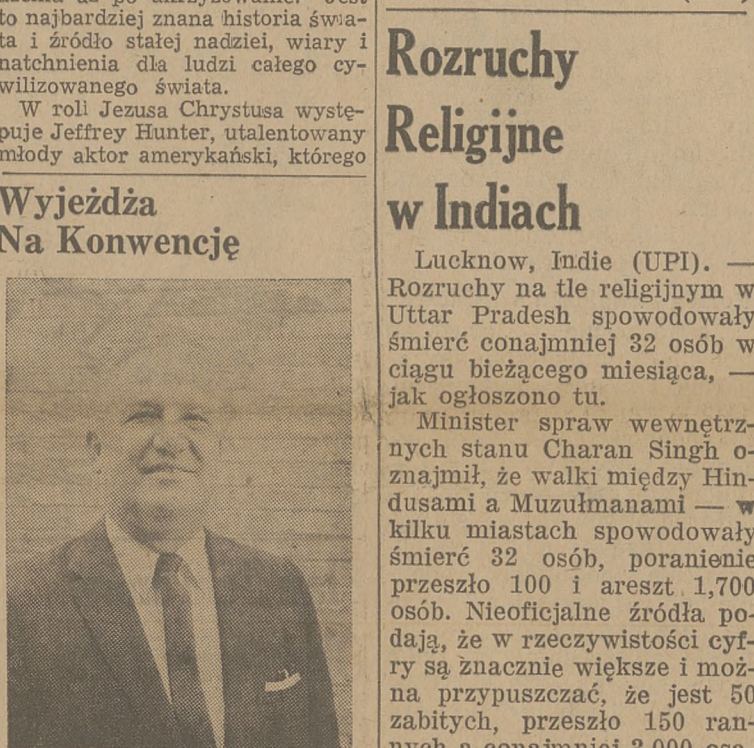 to najbardziej znana historia świa-
ta i źródło stałej nadziei, wiary i
natchnienia dla ludzi całego cy-
wilizowanego świata.
W roli Jezusa Chrystusa wystę-
puje Jeffrey Hunter, utalentowany
młody aktor amerykański, którego
Wyjeżdża
Na Konwencję
Rozruchy
Religijne
w Indiach
Lucknow, Indie (UPI). —
Rozruchy na tle religijnym w
Uttar Pradesh spowodowały
śmierć conajmniej 32 osób w
ciągu bieżącego miesiąca, —
jak ogłoszono tu.
Minister spraw wewnętrz-
nych stanu Charan Singh o-
znajmił, że walki między Hin-
dusami a Muzułmanami — w
kilku miastach spowodowały
śmierć 32 osób, poranienie
przeszło 100 i areszt 1,700
osób. Nieoficjalne źródła po-
dają, że w rzeczywistości cyf-
ry są znacznie większe i moż-
na przypuszczać, że jest 50
zabitych, przeszło 150 ran-
nych a conajmniej